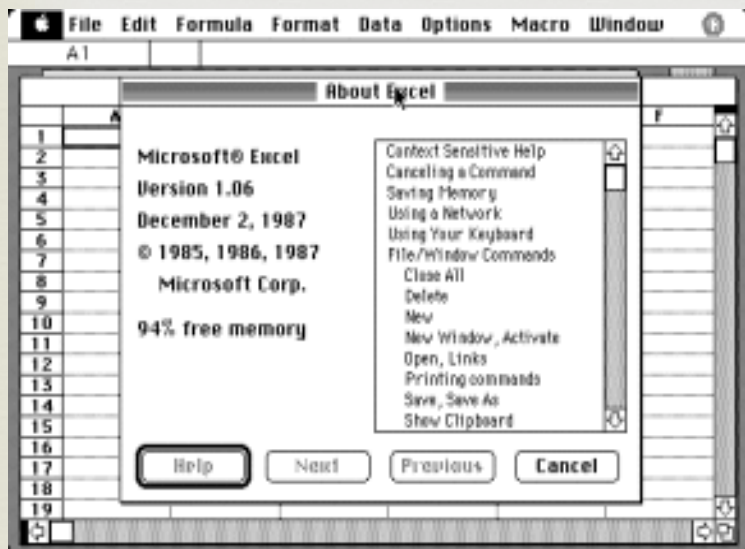 File Edit Formula Format Data Options Macro Window
A1
About Excel
A
F
1
2
3
4
5
6
7
8
9
10
11
12
13
14
15
16
17
18
19
Microsoft® Excel
Version 1.06
December 2, 1987
© 1985, 1986, 1987
Microsoft Corp.
94% free memory
Context Sensitive Help
Canceling a Command
Saving Memory
Using a Network
Using Your Keyboard
File/Window Commands
Close All
Delete
New
New Window, Activate
Open, Links
Printing commands
Save, Save As
Show Clipboard
Help Next Previous Cancel